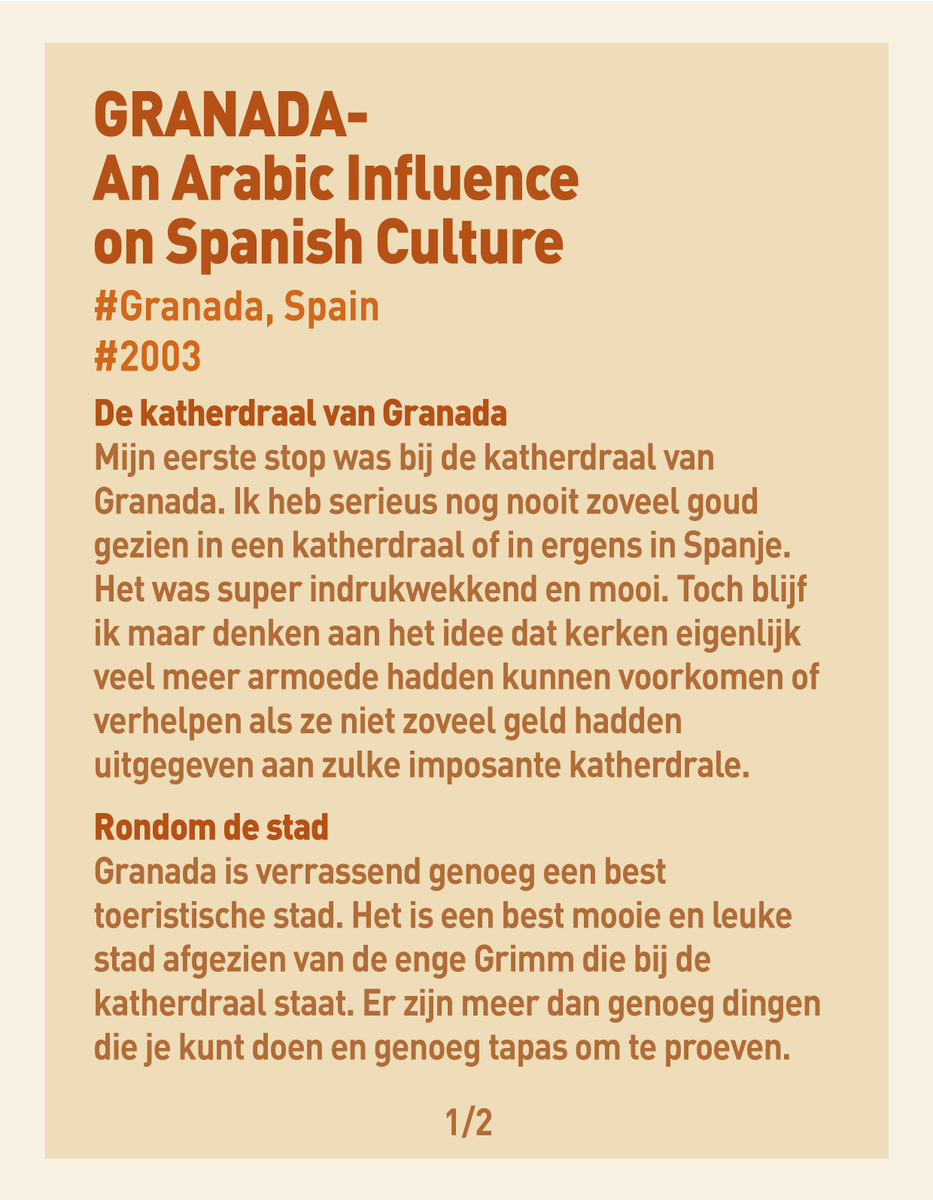 GRANADA-
An Arabic Influence
on Spanish Culture
#Granada, Spain
#2003
De katherdraal van Granada
Mijn eerste stop was bij de katherdraal van
Granada. Ik heb serieus nog nooit zoveel goud
gezien in een katherdraal of in ergens in Spanje.
Het was super indrukwekkend en mooi. Toch blijf
ik maar denken aan het idee dat kerken eigenlijk
veel meer armoede hadden kunnen voorkomen of
verhelpen als ze niet zoveel geld hadden
uitgegeven aan zulke imposante katherdrale.
Rondom de stad
Granada is verrassend genoeg een best
toeristische stad. Het is een best mooie en leuke
stad afgezien van de enge Grimm die bij de
katherdraal staat. Er zijn meer dan genoeg dingen
die je kunt doen en genoeg tapas om te proeven.
1/2